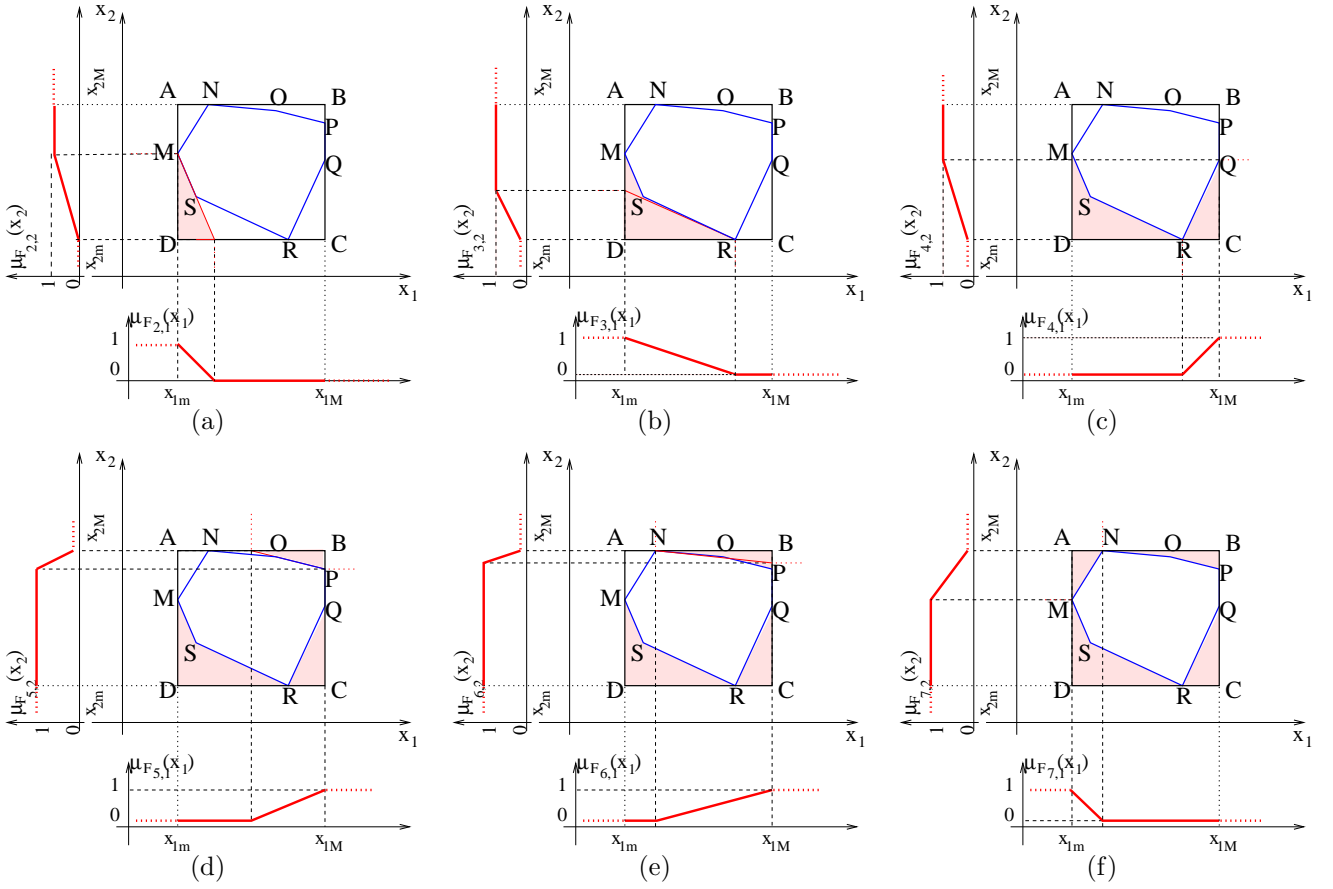 x₂
x₂M
A N O B
P
M Q
S
D R C
μF₂,₂(x₂)
x₂m
1 0
x₁
μF₂,₁(x₁)
1
0
x₁m x₁M
(a)
x₂
x₂M
A N O B
P
M Q
S
D R C
μF₃,₂(x₂)
x₂m
1 0
x₁
μF₃,₁(x₁)
1
0
x₁m x₁M
(b)
x₂
x₂M
A N O B
P
M Q
S
D R C
μF₄,₂(x₂)
x₂m
1 0
x₁
μF₄,₁(x₁)
1
0
x₁m x₁M
(c)
x₂
x₂M
A N O B
P
M Q
S
D R C
μF₆,₂(x₂)
x₂m
1 0
x₁
μF₅,₁(x₁)
1
0
x₁m x₁M
(d)
x₂
x₂M
A N O B
P
M Q
S
D R C
μF₆,₂(x₂)
x₂m
1 0
x₁
μF₆,₁(x₁)
1
0
x₁m x₁M
(e)
x₂
x₂M
A N O B
P
M Q
S
D R C
μF₇,₂(x₂)
x₂m
1 0
x₁
μF₇,₁(x₁)
1
0
x₁m x₁M
(f)